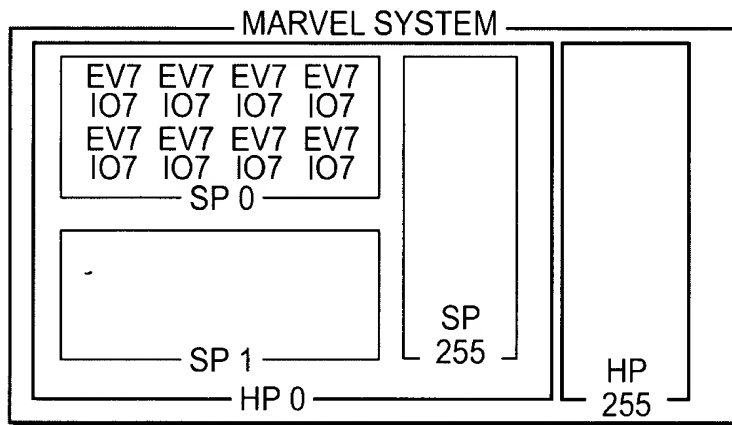 MARVEL SYSTEM
EV7 EV7 EV7 EV7
IO7 IO7 IO7 IO7
EV7 EV7 EV7 EV7
IO7 IO7 IO7 IO7
SP 0
SP 1
SP
255
HP 0
HP
255